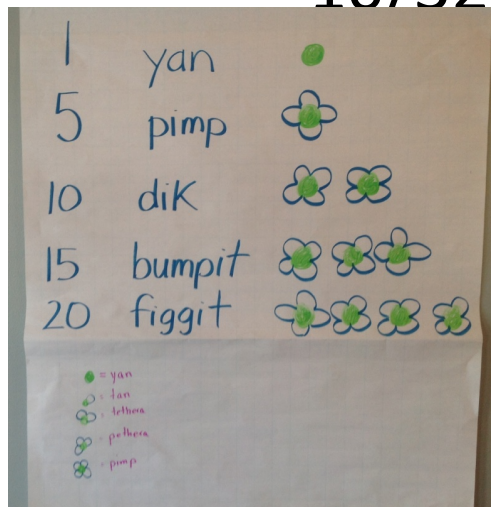 1 yan
5 pimp
10 dik
15 bumpit
20 figgit
= yan
= tan
= tethera
= pethera
= pimp